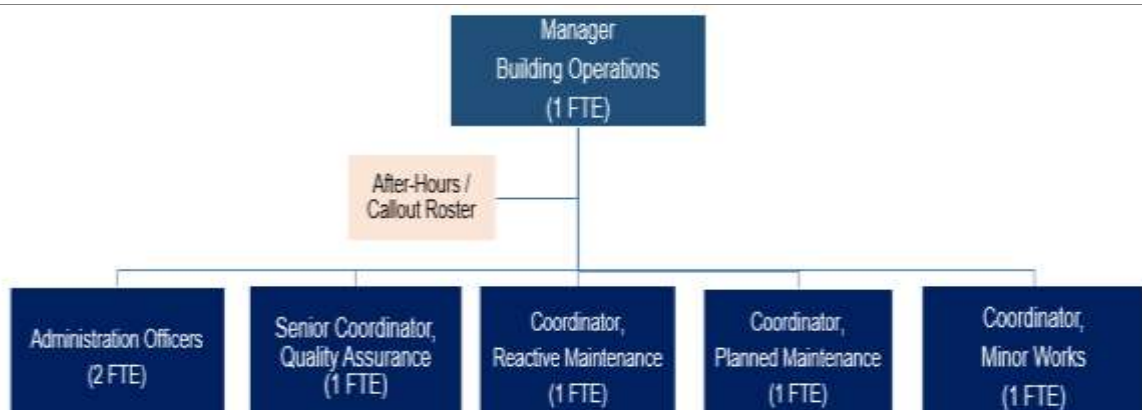 Manager
Building Operations
(1 FTE)
After-Hours /
Callout Roster
Administration Officers
(2 FTE)
Senior Coordinator,
Quality Assurance
(1 FTE)
Coordinator,
Reactive Maintenance
(1 FTE)
Coordinator,
Planned Maintenance
(1 FTE)
Coordinator,
Minor Works
(1 FTE)